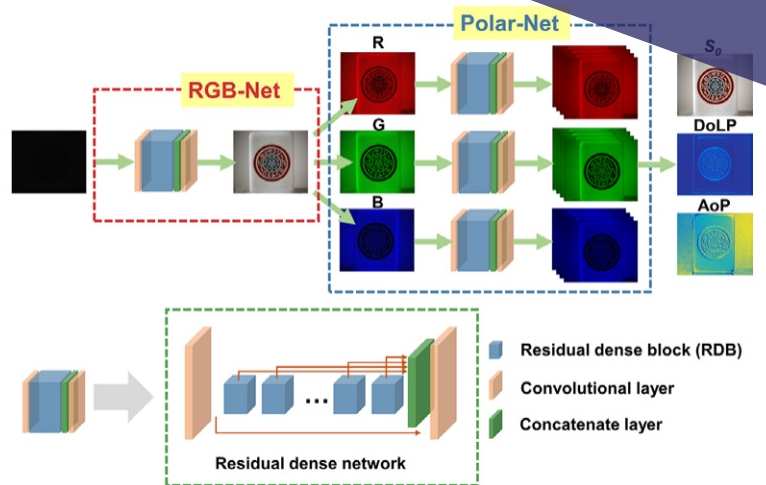 Polar-Net
RGB-Net
R
G
B
S₀
DoLP
AoP
Residual dense block (RDB)
Convolutional layer
Concatenate layer
...
Residual dense network